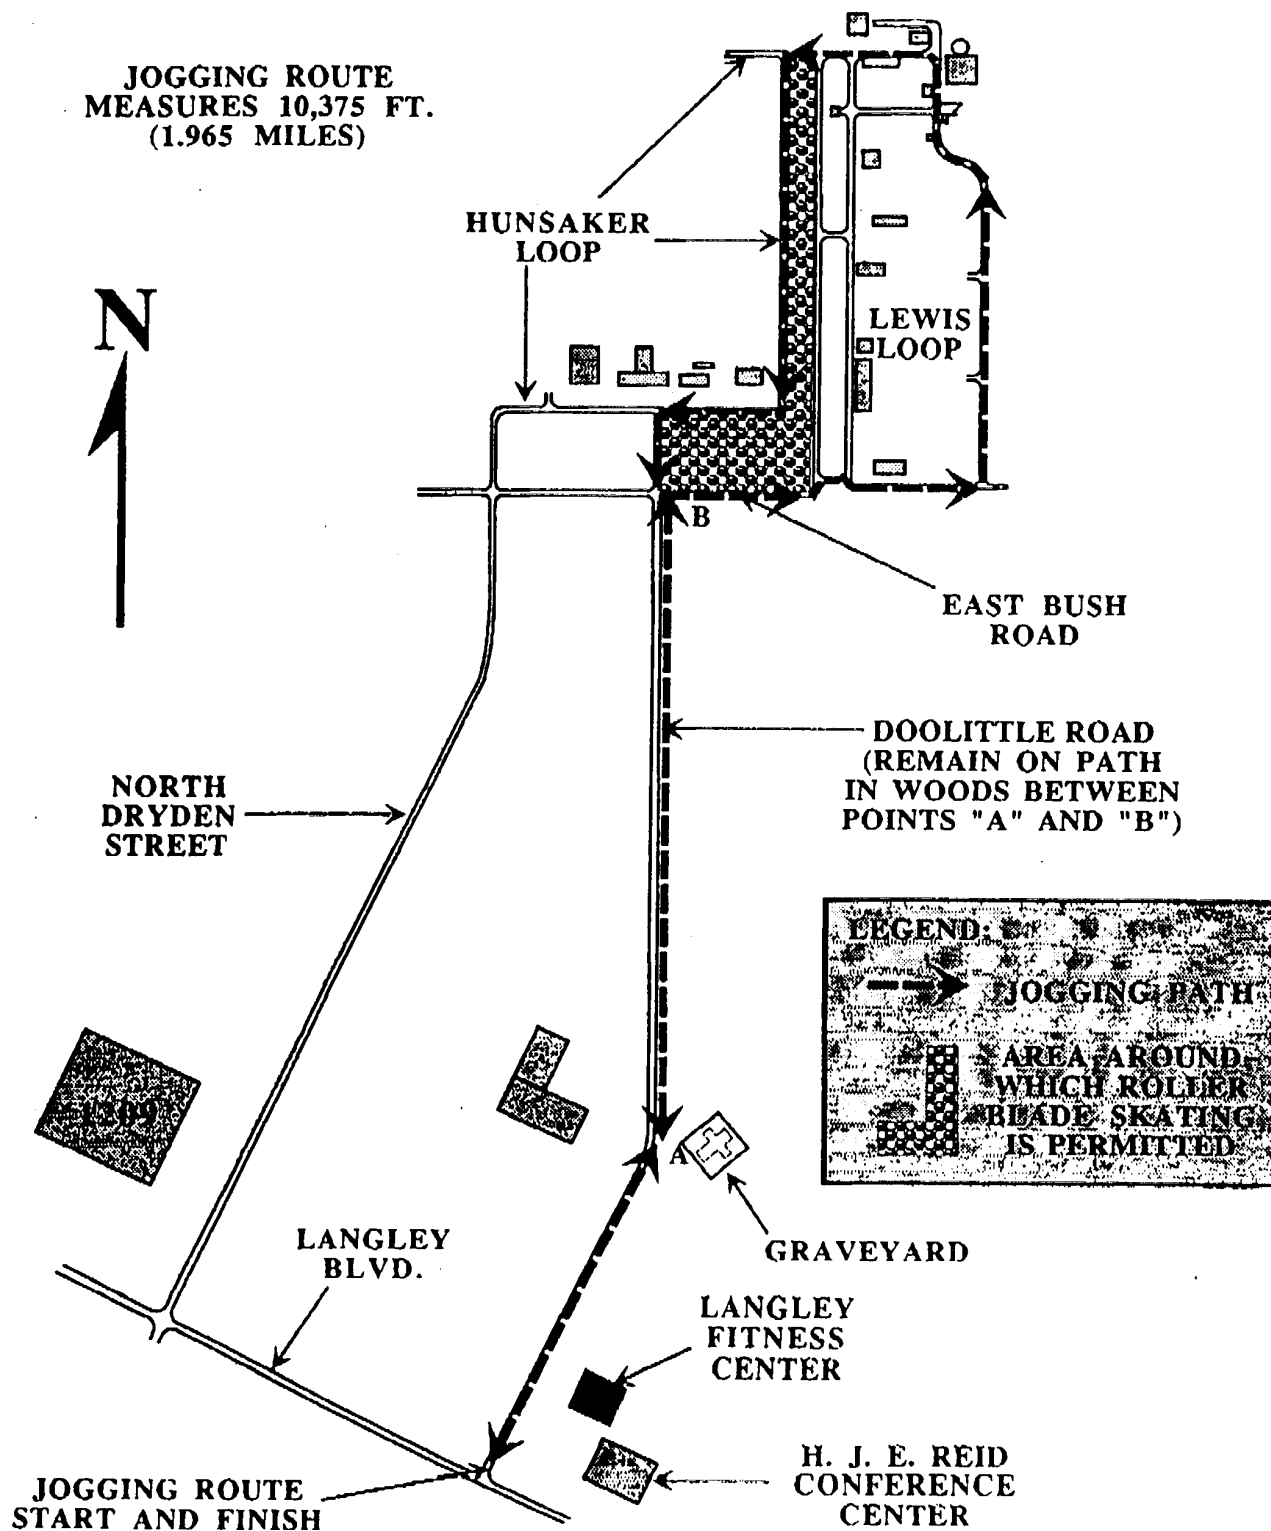 JOGGING ROUTE
MEASURES 10,375 FT.
(1.965 MILES)
HUNSAKER
LOOP
N
LEWIS
LOOP
B
EAST BUSH
ROAD
DOOLITTLE ROAD
(REMAIN ON PATH
IN WOODS BETWEEN
POINTS "A" AND "B")
NORTH
DRYDEN
STREET
LEGEND:
JOGGING PATH
AREA AROUND
WHICH ROLLER
BLADE SKATING
IS PERMITTED
1209
A
GRAVEYARD
LANGLEY
BLVD.
LANGLEY
FITNESS
CENTER
H. J. E. REID
CONFERENCE
CENTER
JOGGING ROUTE
START AND FINISH